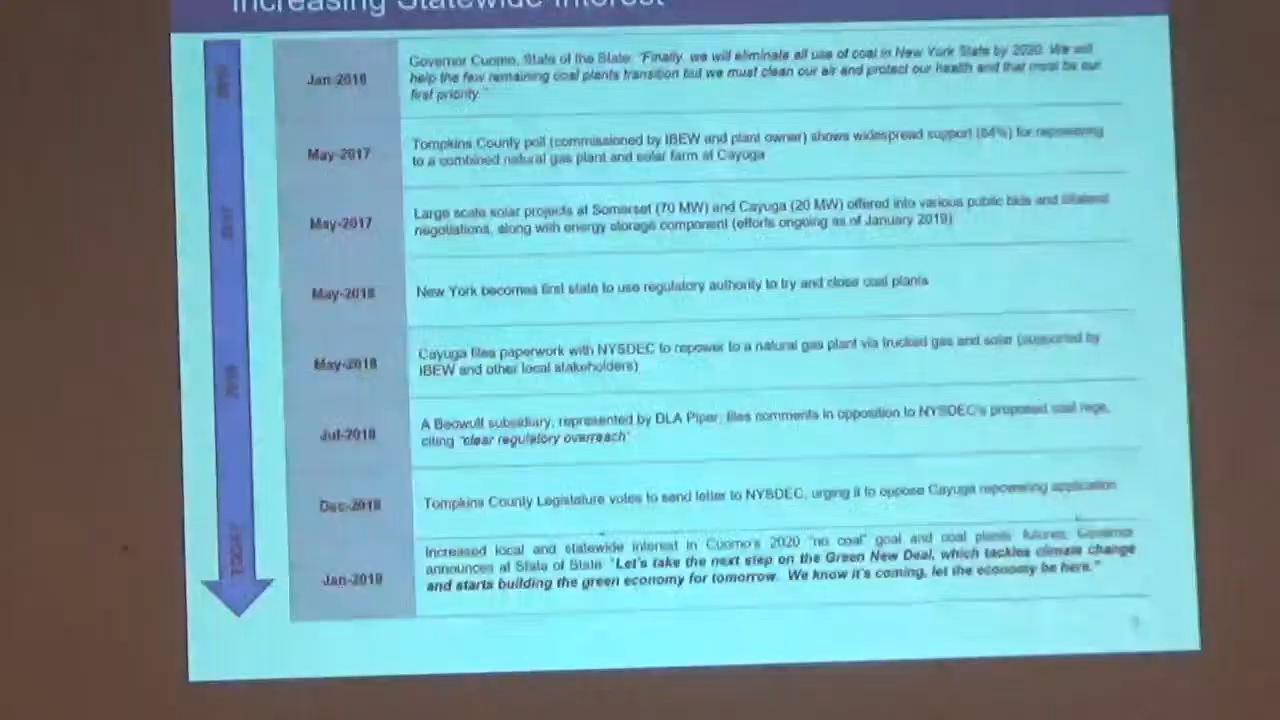 Increasing Statewide Interest
Jan-2016
Governor Cuomo, State of the State: "Finally, we will eliminate all use of coal in New York State by 2020. We will
help the few remaining coal plants transition but we must clean our air and protect our health and that must be our
first priority."
May-2017
Tompkins County poll (commissioned by IBEW and plant owner) shows widespread support (84%) for repowering
to a combined natural gas plant and solar farm at Cayuga
May-2017
Large scale solar projects at Somerset (70 MW) and Cayuga (20 MW) offered into various public bids and bilateral
negotiations, along with energy storage component (efforts ongoing as of January 2019)
May-2018
New York becomes first state to use regulatory authority to try and close coal plants
May-2018
Cayuga files paperwork with NYSDEC to repower to a natural gas plant via trucked gas and solar (supported by
IBEW and other local stakeholders)
Jul-2018
A Beowulf subsidiary, represented by DLA Piper, files comments in opposition to NYSDEC's proposed coal regs,
citing "clear regulatory overreach"
Dec-2018
Tompkins County Legislature votes to send letter to NYSDEC, urging it to oppose Cayuga repowering application
TODAY
Jan-2019
Increased local and statewide interest in Cuomo's 2020 "no coal" goal and coal plants' futures; Governor
announces at State of State "Let's take the next step on the Green New Deal, which tackles climate change
and starts building the green economy for tomorrow. We know it's coming, let the economy be here."